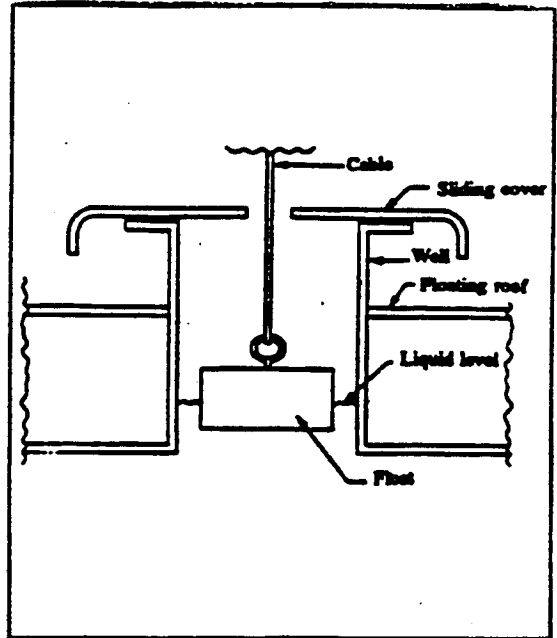 Cable
Sliding cover
Well
Floating roof
Liquid level
Float